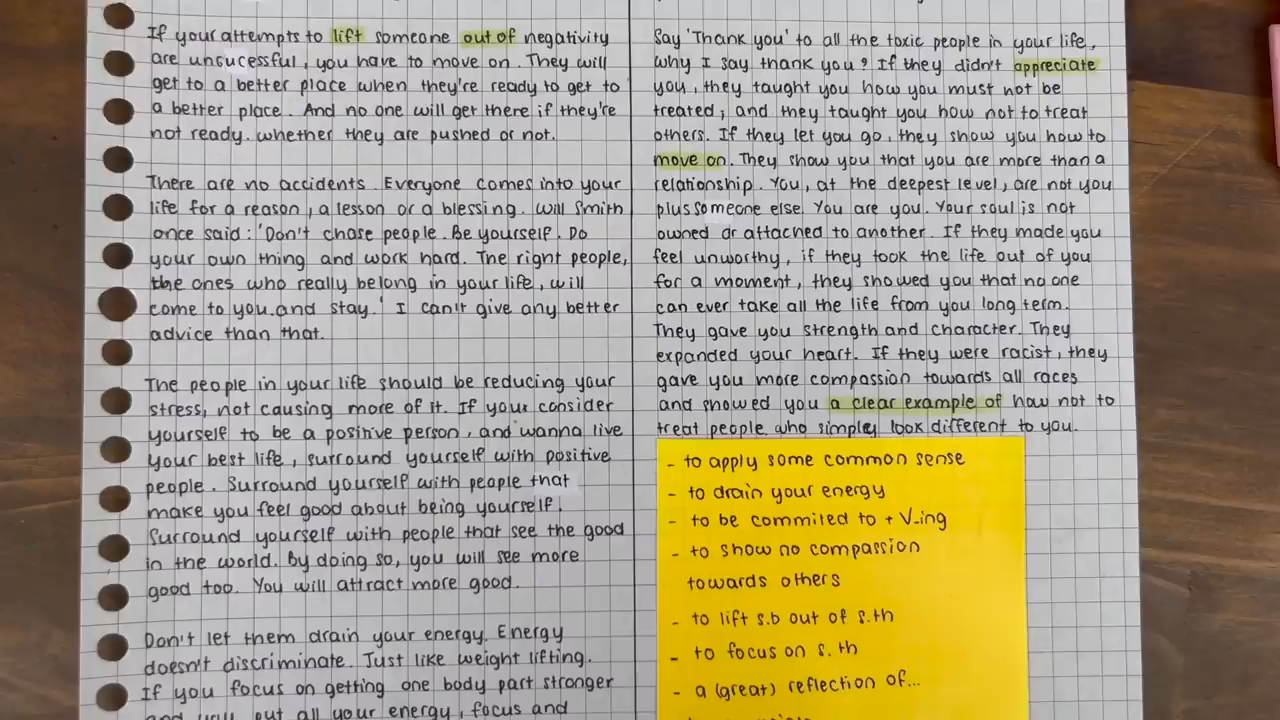 If your attempts to lift someone out of negativity
are unsucessful, you have to move on. They will
get to a better place when they're ready to get to
a better place. And no one will get there if they're
not ready. whether they are pushed or not.
There are no accidents. Everyone comes into your
life for a reason, a lesson or a blessing. Will Smith
once said: 'Don't chase people. Be yourself. Do
your own thing and work hard. The right people,
the ones who really belong in your life, will
come to you.and stay.' I can't give any better
advice than that.
The people in your life should be reducing your
stress, not causing more of it. If your consider
yourself to be a positive person, and wanna live
your best life, surround yourself with positive
people. Surround yourself with people that
make you feel good about being yourself.
Surround yourself with people that see the good
in the world. By doing so, you will see more
good too. You will attract more good.
Don't let them drain your energy. Energy
doesn't discriminate. Just like weight lifting.
If you focus on getting one body part stronger
and will put all your energy, focus and
Say 'Thank you' to all the toxic people in your life,
why I say thank you? If they didn't appreciate
you, they taught you how you must not be
treated, and they taught you how not to treat
others. If they let you go, they show you how to
move on. They show you that you are more than a
relationship. You, at the deepest level, are not you
plus someone else. You are you. Your soul is not
owned or attached to another. If they made you
feel unworthy, if they took the life out of you
for a moment, they showed you that no one
can ever take all the life from you long term.
They gave you strength and character. They
expanded your heart. If they were racist, they
gave you more compassion towards all races
and showed you a clear example of how not to
treat people who simpley look different to you.
- to apply some common sense
- to drain your energy
- to be commited to + V-ing
- to show no compassion
towards others
- to lift s.b out of s.th
- to focus on s.th
- a (great) reflection of...